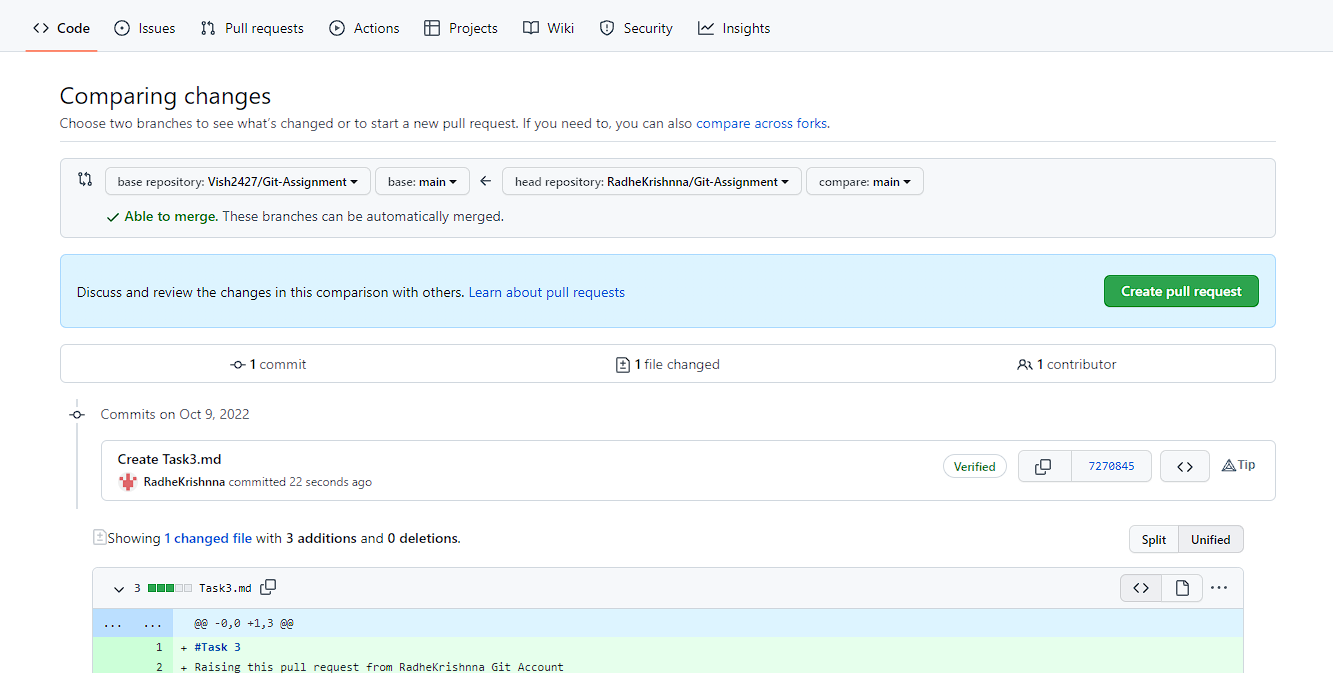 Code Issues Pull requests Actions Projects Wiki Security Insights
Comparing changes
Choose two branches to see what's changed or to start a new pull request. If you need to, you can also compare across forks.
base repository: Vish2427/Git-Assignment base: main head repository: RadheKrishnna/Git-Assignment compare: main
Able to merge. These branches can be automatically merged.
Discuss and review the changes in this comparison with others. Learn about pull requests Create pull request
1 commit 1 file changed 1 contributor
Commits on Oct 9, 2022
Create Task3.md
RadheKrishnna committed 22 seconds ago
Verified 7270845 Tip
Showing 1 changed file with 3 additions and 0 deletions. Split Unified
3 Task3.md
... ... @@ -0,0 +1,3 @@
1 + #Task 3
2 + Raising this pull request from RadheKrishnna Git Account